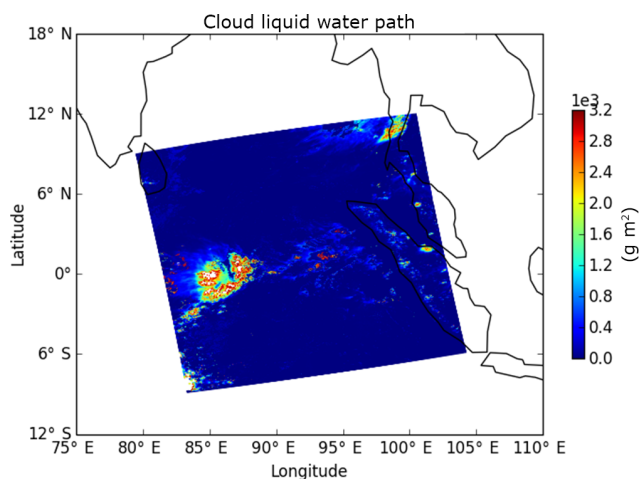 Cloud liquid water path
18° N
12° N
6° N
0°
6° S
12° S
75° E 80° E 85° E 90° E 95° E 100° E 105° E 110° E
Longitude
Latitude
1e3
3.2
2.8
2.4
2.0
1.6
1.2
0.8
0.4
0.0
(g m²)